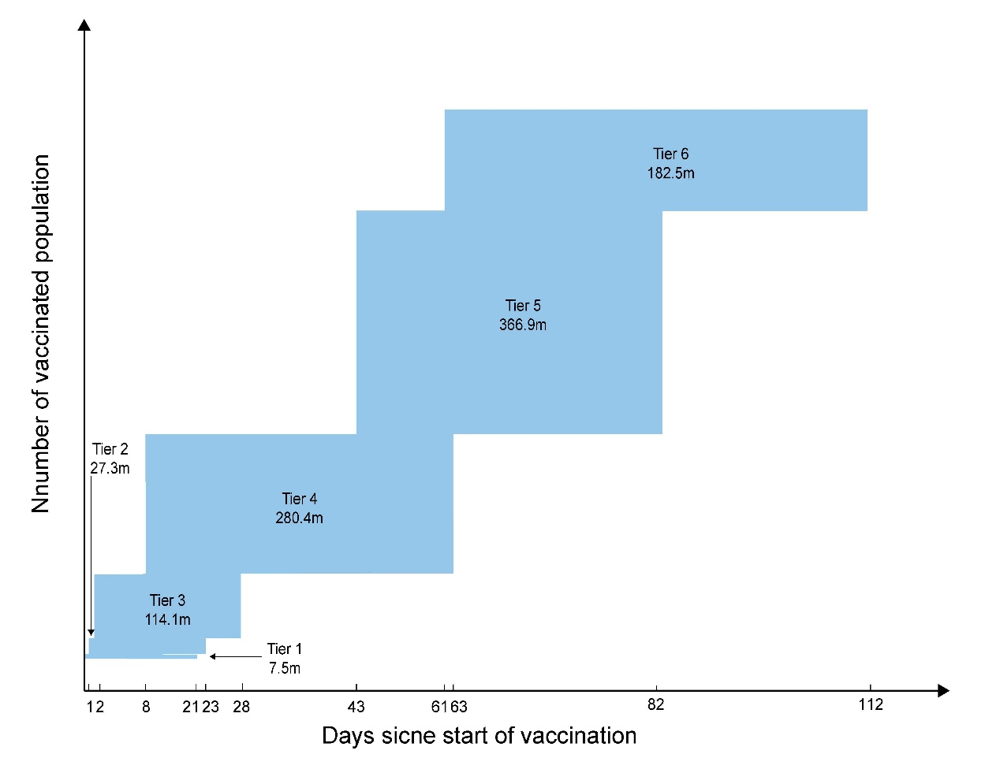 Nnumber of vaccinated population
Tier 6
182.5m
Tier 5
366.9m
Tier 2
27.3m
Tier 4
280.4m
Tier 3
114.1m
Tier 1
7.5m
1 2 8 21 23 28 43 61 63 82 112
Days sicne start of vaccination